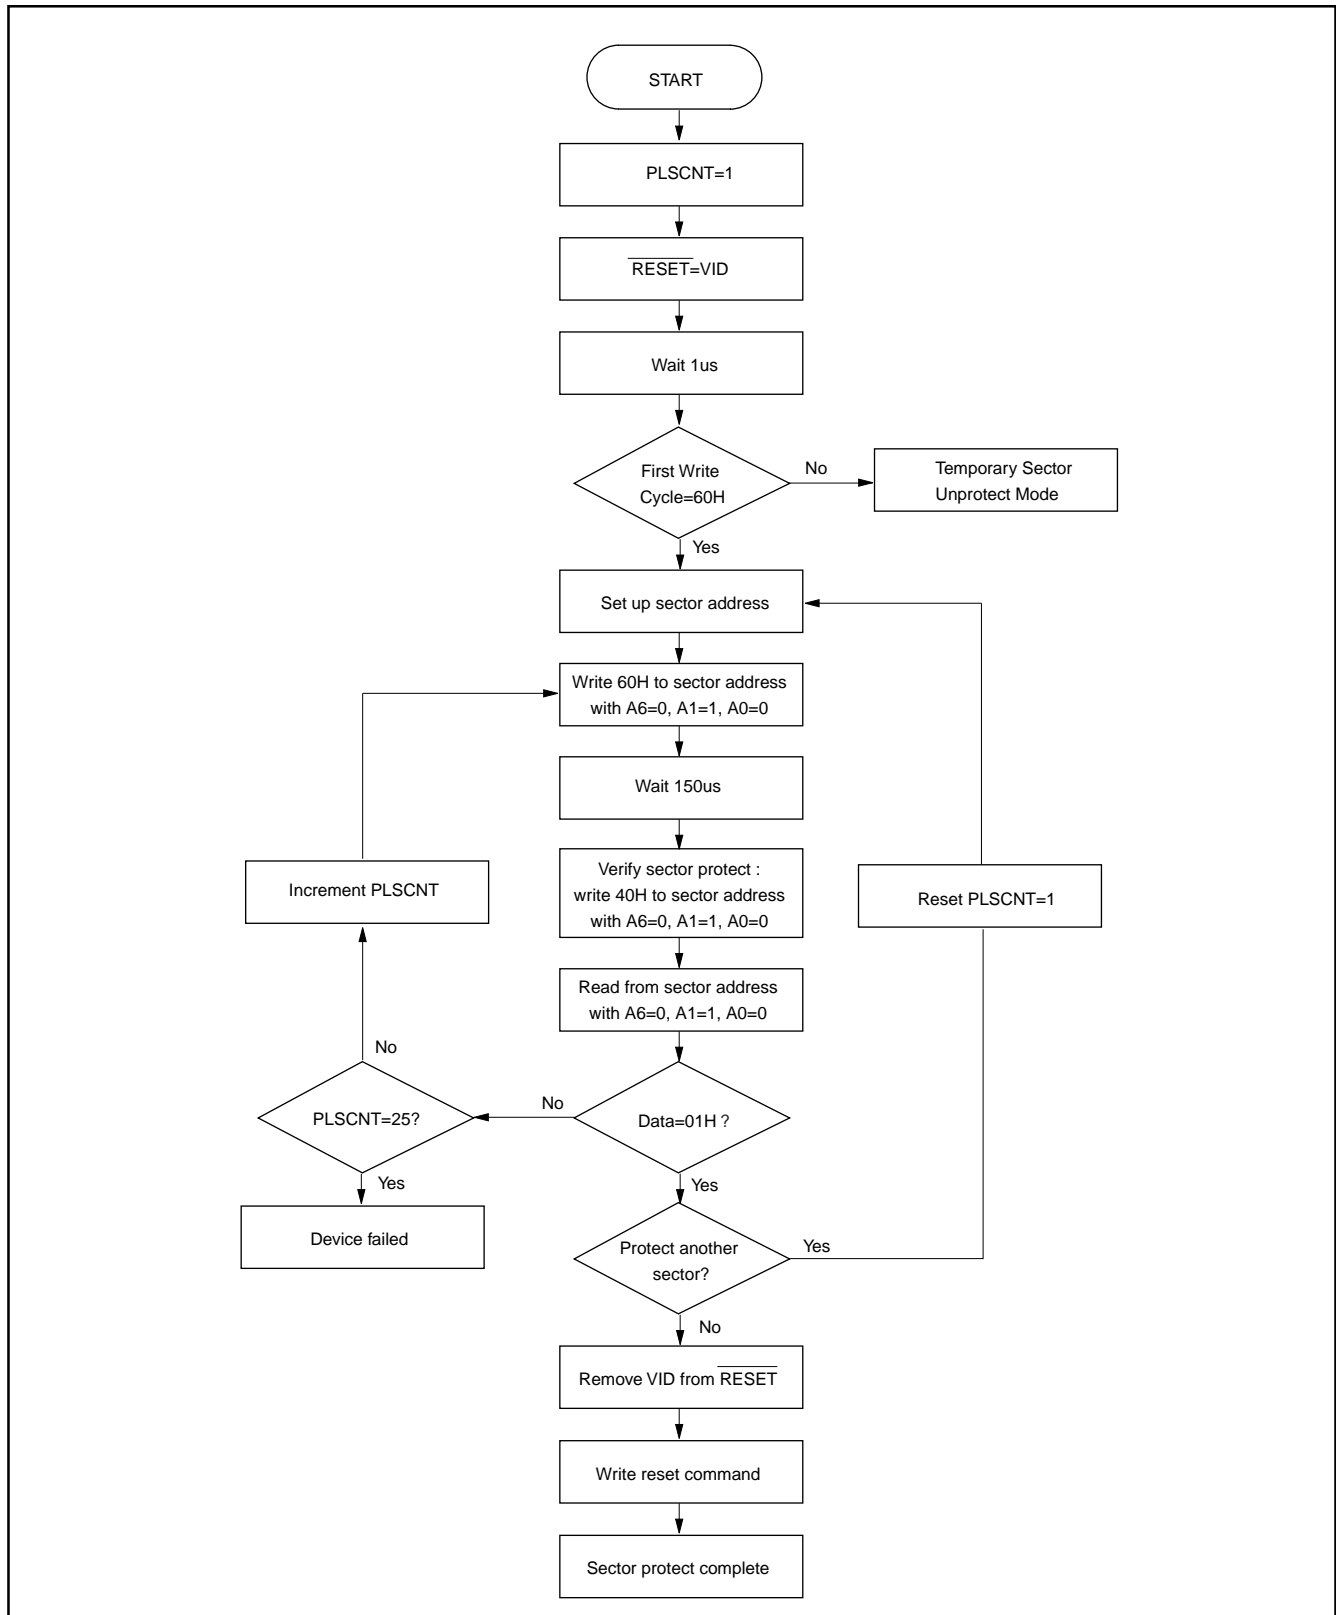 START
PLSCNT=1
RESET=VID
Wait 1us
First Write
Cycle=60H
No
Temporary Sector
Unprotect Mode
Yes
Set up sector address
Write 60H to sector address
with A6=0, A1=1, A0=0
Wait 150us
Verify sector protect :
write 40H to sector address
with A6=0, A1=1, A0=0
Increment PLSCNT
Reset PLSCNT=1
Read from sector address
with A6=0, A1=1, A0=0
No
PLSCNT=25?
No
Data=01H ?
Yes
Device failed
Yes
Protect another
sector?
Yes
No
Remove VID from RESET
Write reset command
Sector protect complete